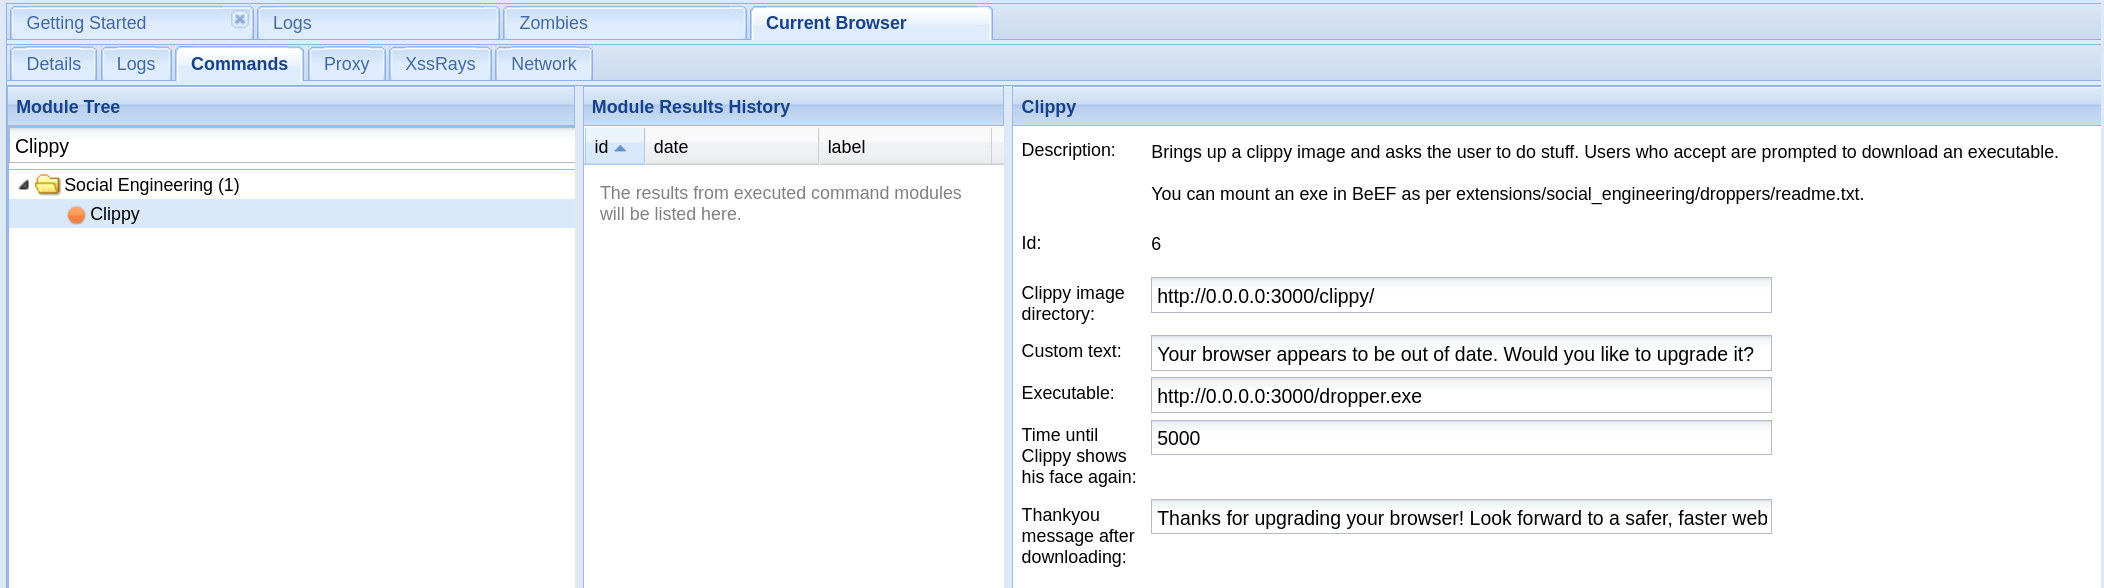 Getting Started
Logs
Zombies
Current Browser
Details
Logs
Commands
Proxy
XssRays
Network
Module Tree
Clippy
Social Engineering (1)
Clippy
Module Results History
id
date
label
The results from executed command modules
will be listed here.
Clippy
Description:
Brings up a clippy image and asks the user to do stuff. Users who accept are prompted to download an executable.
You can mount an exe in BeEF as per extensions/social_engineering/droppers/readme.txt.
Id:
6
Clippy image
directory:
http://0.0.0.0:3000/clippy/
Custom text:
Your browser appears to be out of date. Would you like to upgrade it?
Executable:
http://0.0.0.0:3000/dropper.exe
Time until
Clippy shows
his face again:
5000
Thankyou
message after
downloading:
Thanks for upgrading your browser! Look forward to a safer, faster web